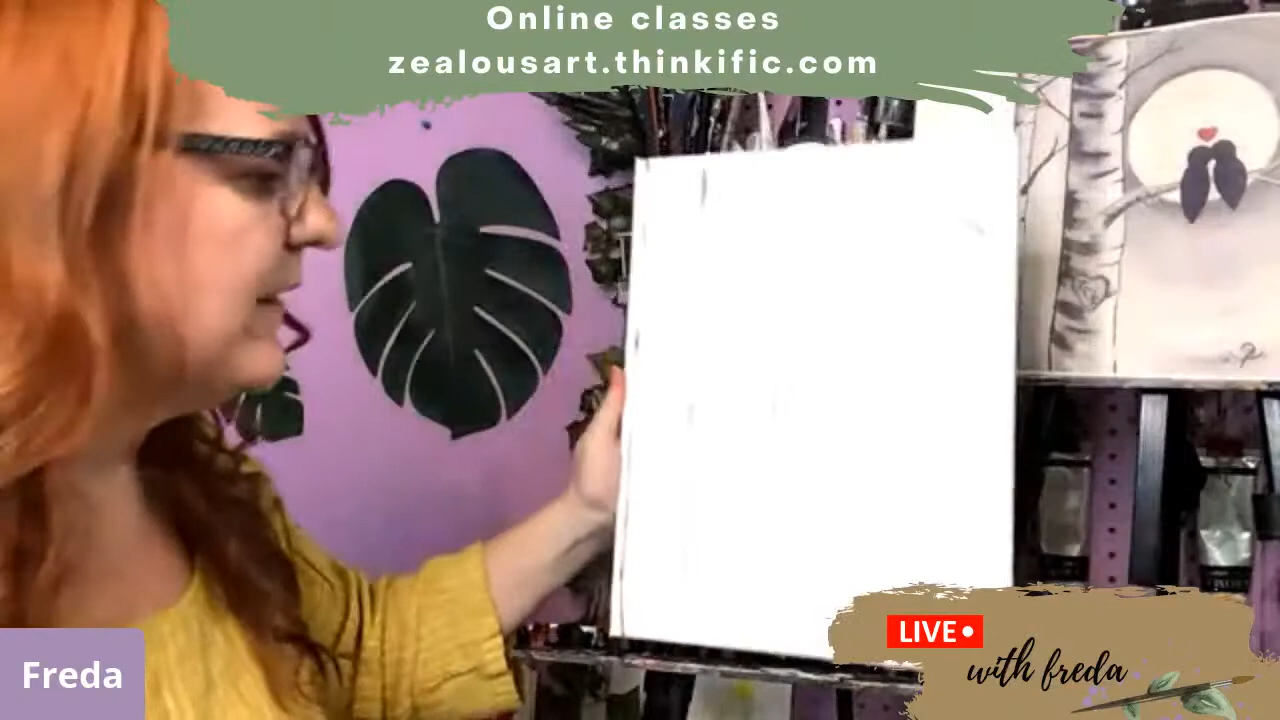 Online classes
zealousart.thinkific.com
LIVE
with freda
Freda